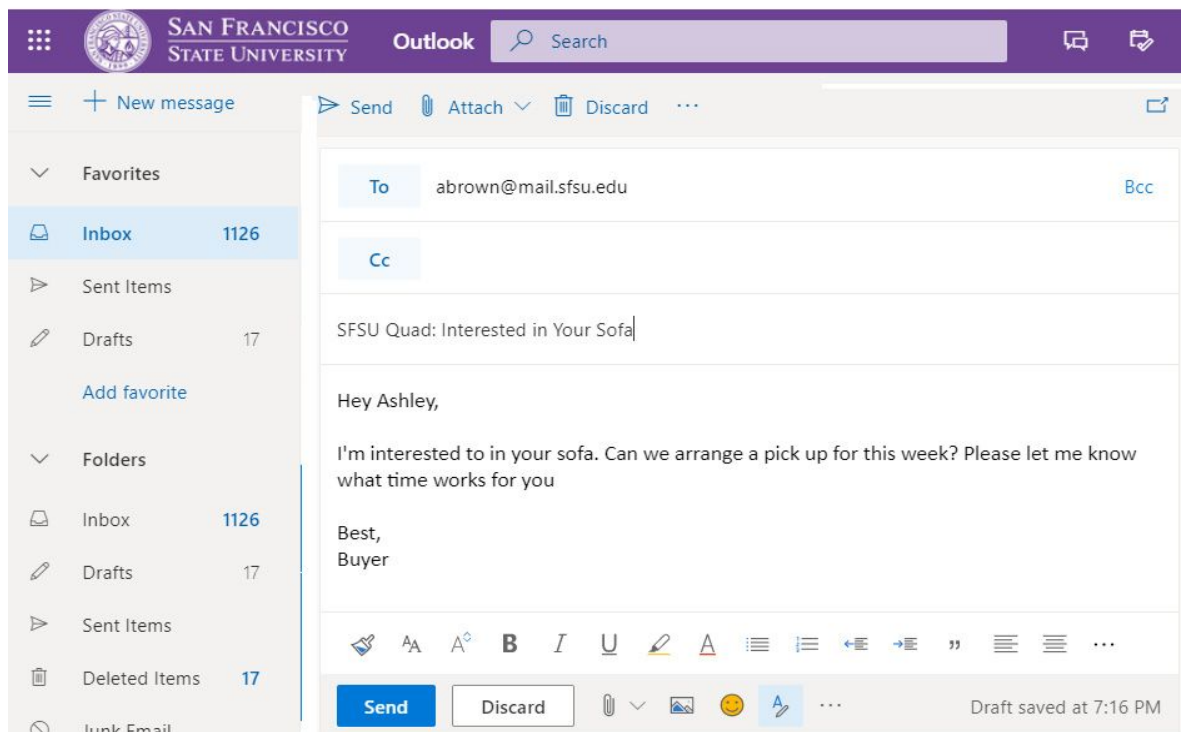 SAN FRANCISCO
STATE UNIVERSITY
Outlook
Search
New message
Send
Attach
Discard
Favorites
To
abrown@mail.sfsu.edu
Bcc
Inbox
1126
Cc
Sent Items
SFSU Quad: Interested in Your Sofa
Drafts
17
Add favorite
Hey Ashley,
I'm interested to in your sofa. Can we arrange a pick up for this week? Please let me know
what time works for you
Best,
Buyer
Folders
Inbox
1126
Drafts
17
Sent Items
Deleted Items
17
Junk Email
B I U A
Send
Discard
Draft saved at 7:16 PM